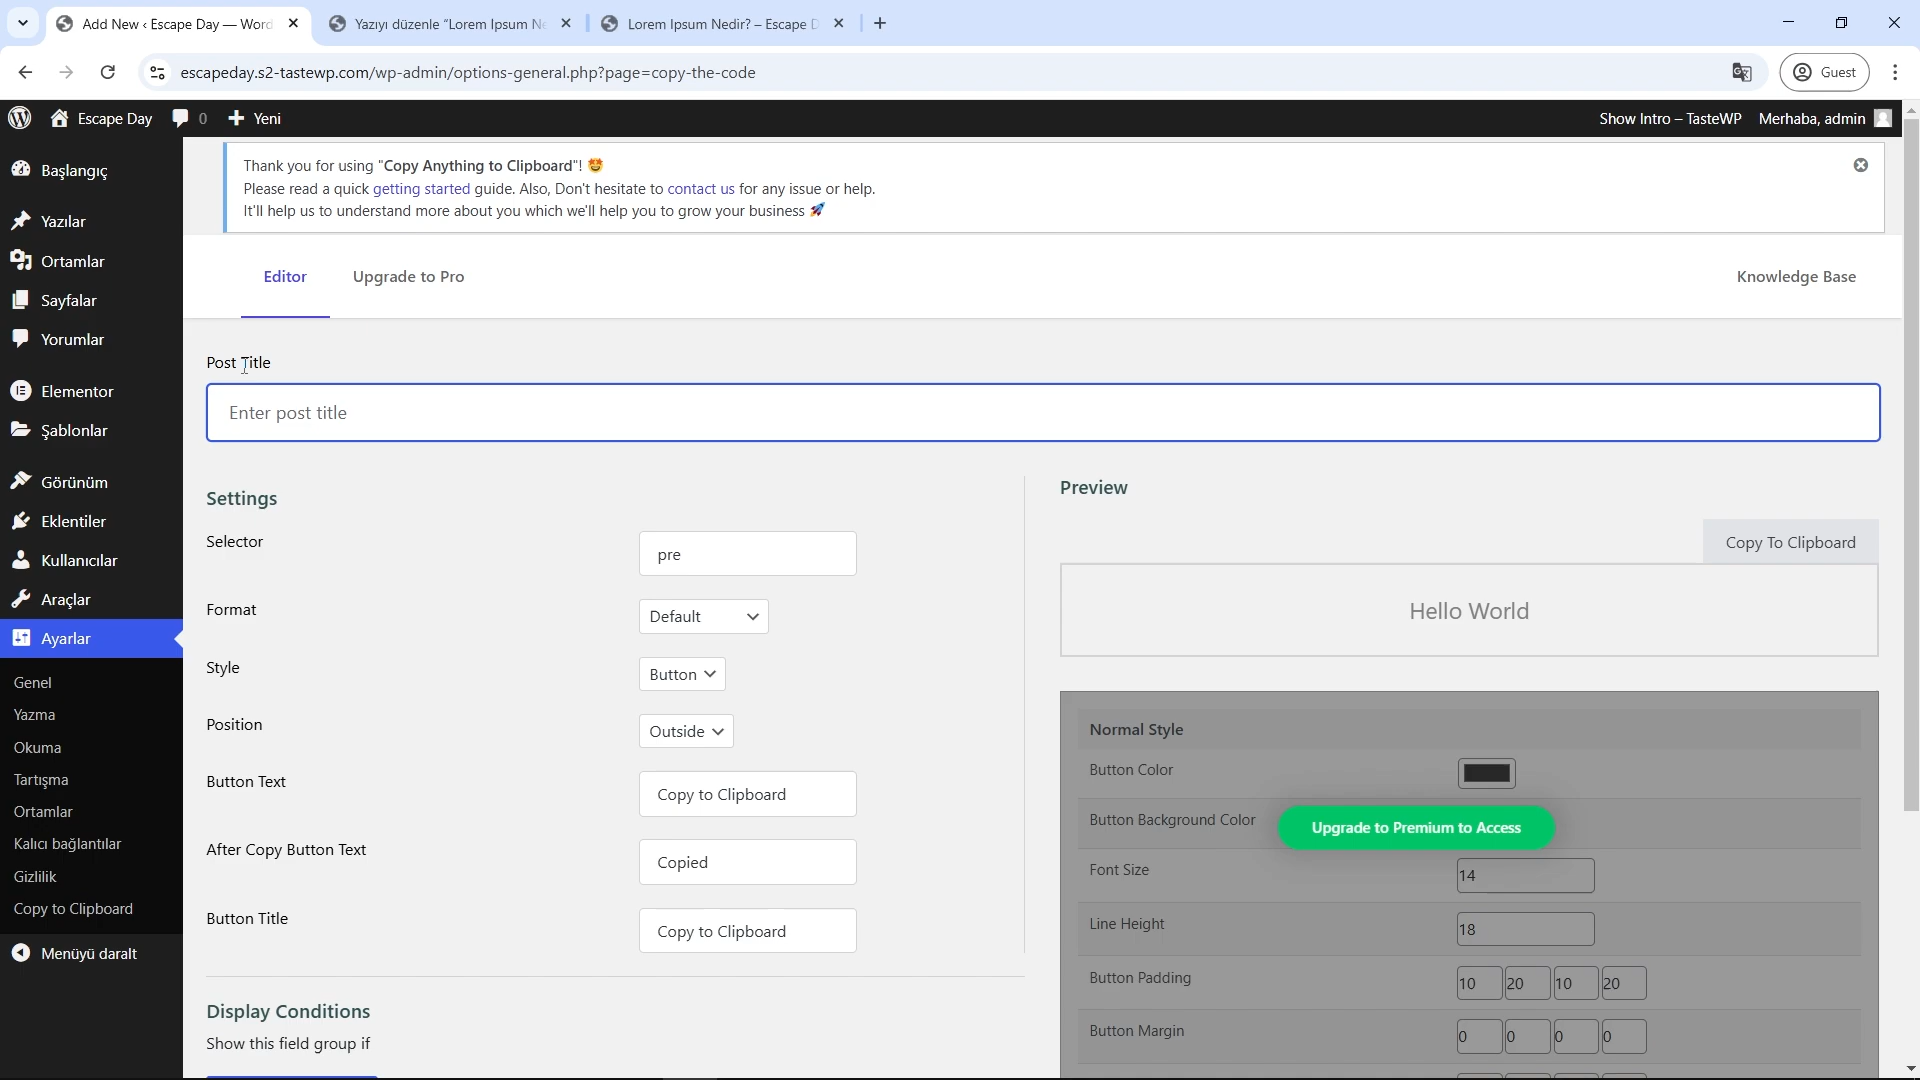 Add New ‹ Escape Day — Word
Yazıyı düzenle "Lorem Ipsum Ne
Lorem Ipsum Nedir? – Escape D
escapeday.s2-tastewp.com/wp-admin/options-general.php?page=copy-the-code
Guest
Escape Day
0
Yeni
Show Intro – TasteWP
Merhaba, admin
Başlangıç
Yazılar
Ortamlar
Sayfalar
Yorumlar
Elementor
Şablonlar
Görünüm
Eklentiler
Kullanıcılar
Araçlar
Ayarlar
Genel
Yazma
Okuma
Tartışma
Ortamlar
Kalıcı bağlantılar
Gizlilik
Copy to Clipboard
Menüyü daralt
Thank you for using "Copy Anything to Clipboard"! 🤩
Please read a quick getting started guide. Also, Don't hesitate to contact us for any issue or help.
It'll help us to understand more about you which we'll help you to grow your business 🚀
Editor
Upgrade to Pro
Knowledge Base
Post Title
Enter post title
Settings
Selector
pre
Format
Default
Style
Button
Position
Outside
Button Text
Copy to Clipboard
After Copy Button Text
Copied
Button Title
Copy to Clipboard
Display Conditions
Show this field group if
Preview
Copy To Clipboard
Hello World
Normal Style
Button Color
Button Background Color
Upgrade to Premium to Access
Font Size
14
Line Height
18
Button Padding
10 20 10 20
Button Margin
0 0 0 0